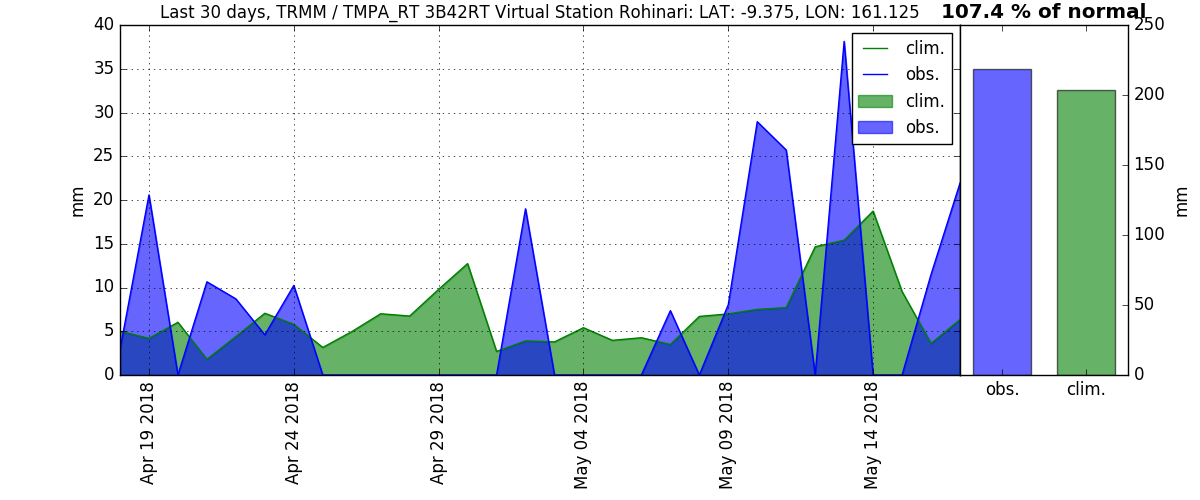 Last 30 days, TRMM / TMPA_RT 3B42RT Virtual Station Rohinari: LAT: -9.375, LON: 161.125
107.4 % of normal
40
35
30
25
20
15
10
5
0
mm
clim.
obs.
clim.
obs.
250
200
150
100
50
0
mm
Apr 19 2018
Apr 24 2018
Apr 29 2018
May 04 2018
May 09 2018
May 14 2018
obs.
clim.